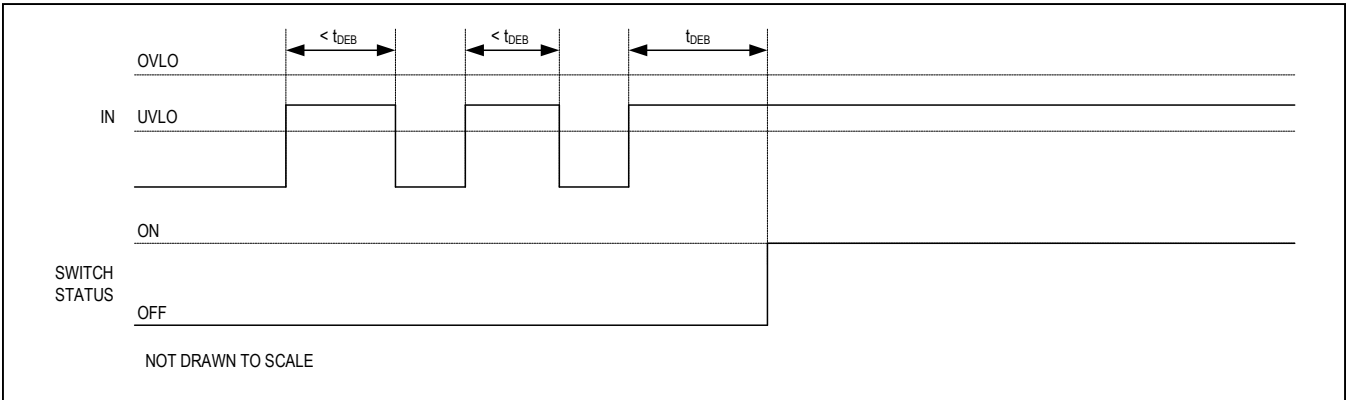 < tDEB
< tDEB
tDEB
OVLO
IN UVLO
ON
SWITCH
STATUS
OFF
NOT DRAWN TO SCALE